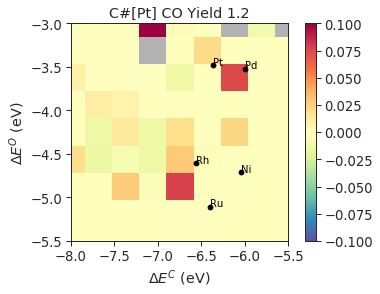 C#[Pt] CO Yield 1.2
−3.0
−3.5
−4.0
−4.5
−5.0
−5.5
ΔE^O (eV)
Pt
Pd
Rh
Ni
Ru
−8.0 −7.5 −7.0 −6.5 −6.0 −5.5
ΔE^C (eV)
0.100
0.075
0.050
0.025
0.000
−0.025
−0.050
−0.075
−0.100